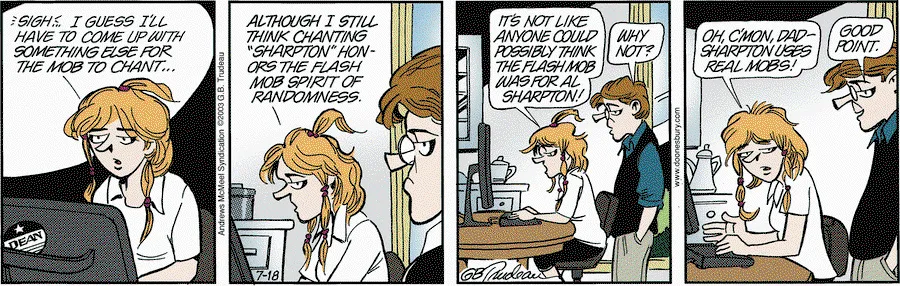 *SIGH*... I GUESS I'LL
HAVE TO COME UP WITH
SOMETHING ELSE FOR
THE MOB TO CHANT...
DEAN
Andrews McMeel Syndication ©2003 G.B. Trudeau
ALTHOUGH I STILL
THINK CHANTING
"SHARPTON" HON-
ORS THE FLASH
MOB SPIRIT OF
RANDOMNESS.
7-18
IT'S NOT LIKE
ANYONE COULD
POSSIBLY THINK
THE FLASH MOB
WAS FOR AL
SHARPTON!
WHY
NOT?
GB Trudeau
www.doonesbury.com
OH, C'MON, DAD–
SHARPTON USES
REAL MOBS!
GOOD
POINT.